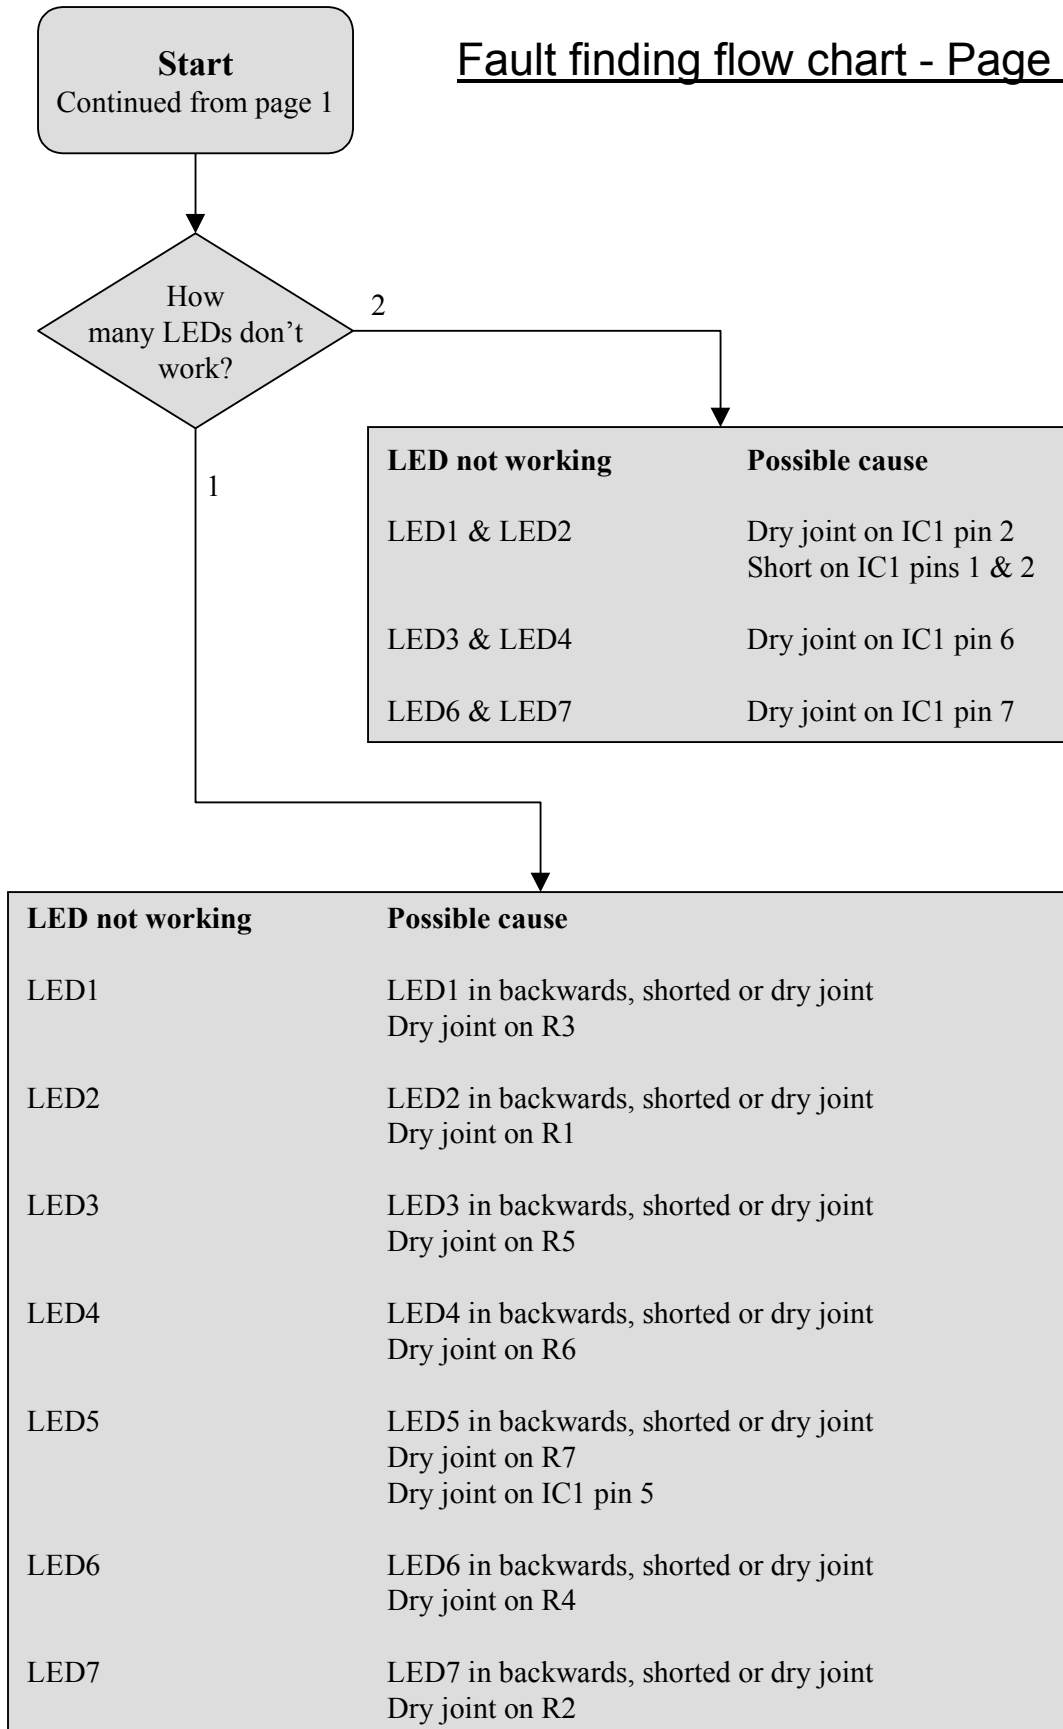 Start
Continued from page 1
Fault finding flow chart - Page
How
many LEDs don’t
work?
2
1
LED not working Possible cause
LED1 & LED2 Dry joint on IC1 pin 2
Short on IC1 pins 1 & 2
LED3 & LED4 Dry joint on IC1 pin 6
LED6 & LED7 Dry joint on IC1 pin 7
LED not working Possible cause
LED1 LED1 in backwards, shorted or dry joint
Dry joint on R3
LED2 LED2 in backwards, shorted or dry joint
Dry joint on R1
LED3 LED3 in backwards, shorted or dry joint
Dry joint on R5
LED4 LED4 in backwards, shorted or dry joint
Dry joint on R6
LED5 LED5 in backwards, shorted or dry joint
Dry joint on R7
Dry joint on IC1 pin 5
LED6 LED6 in backwards, shorted or dry joint
Dry joint on R4
LED7 LED7 in backwards, shorted or dry joint
Dry joint on R2